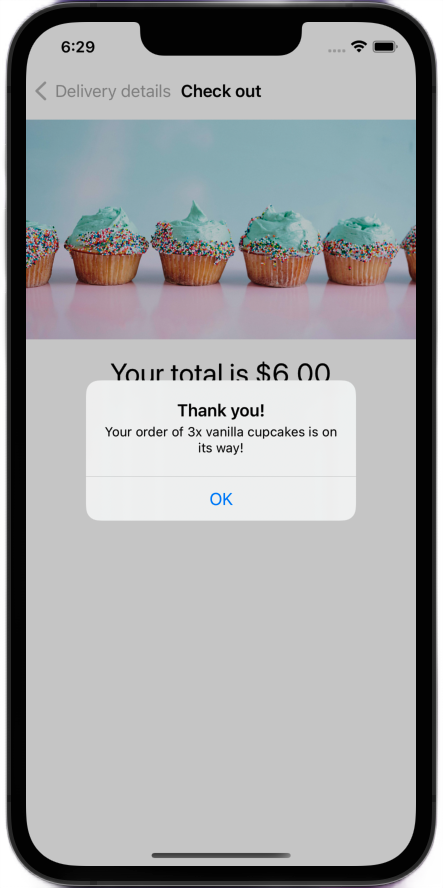 6:29
Delivery details Check out
Your total is $6.00
Thank you!
Your order of 3x vanilla cupcakes is on
its way!
OK